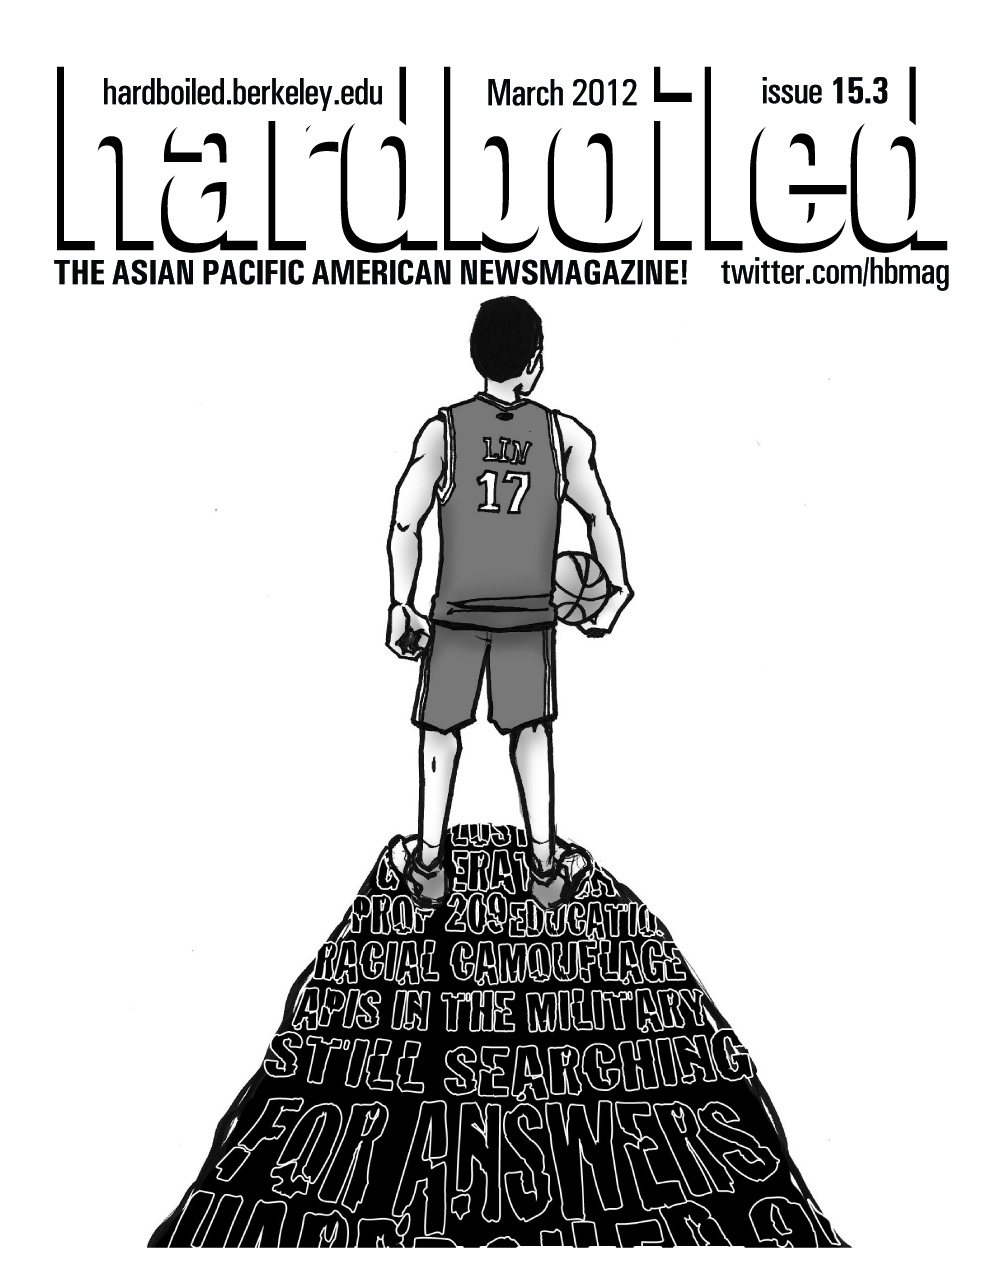 hardboiled.berkeley.edu March 2012 issue 15.3
hardboiled
THE ASIAN PACIFIC AMERICAN NEWSMAGAZINE! twitter.com/hbmag
LIN
17
PROP 209 EDUCATIO
RACIAL CAMOUFLAGE
APIS IN THE MILITARY
STILL SEARCHING
FOR ANSWERS